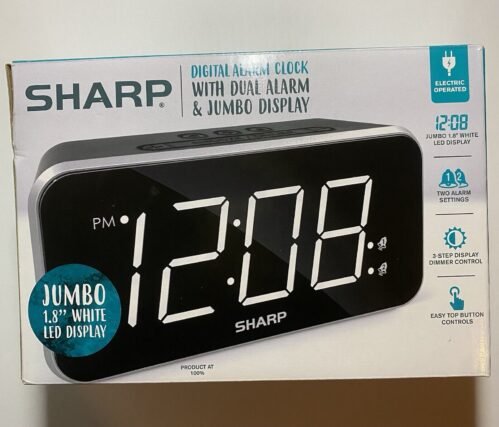 SHARP®
DIGITAL ALARM CLOCK
WITH DUAL ALARM
& JUMBO DISPLAY
ELECTRIC
OPERATED
12:08
JUMBO 1.8" WHITE
LED DISPLAY
1 2
TWO ALARM
SETTINGS
3-STEP DISPLAY
DIMMER CONTROL
EASY TOP BUTTON
CONTROLS
PM
12:08
SHARP
JUMBO
1.8" WHITE
LED DISPLAY
PRODUCT AT
100%